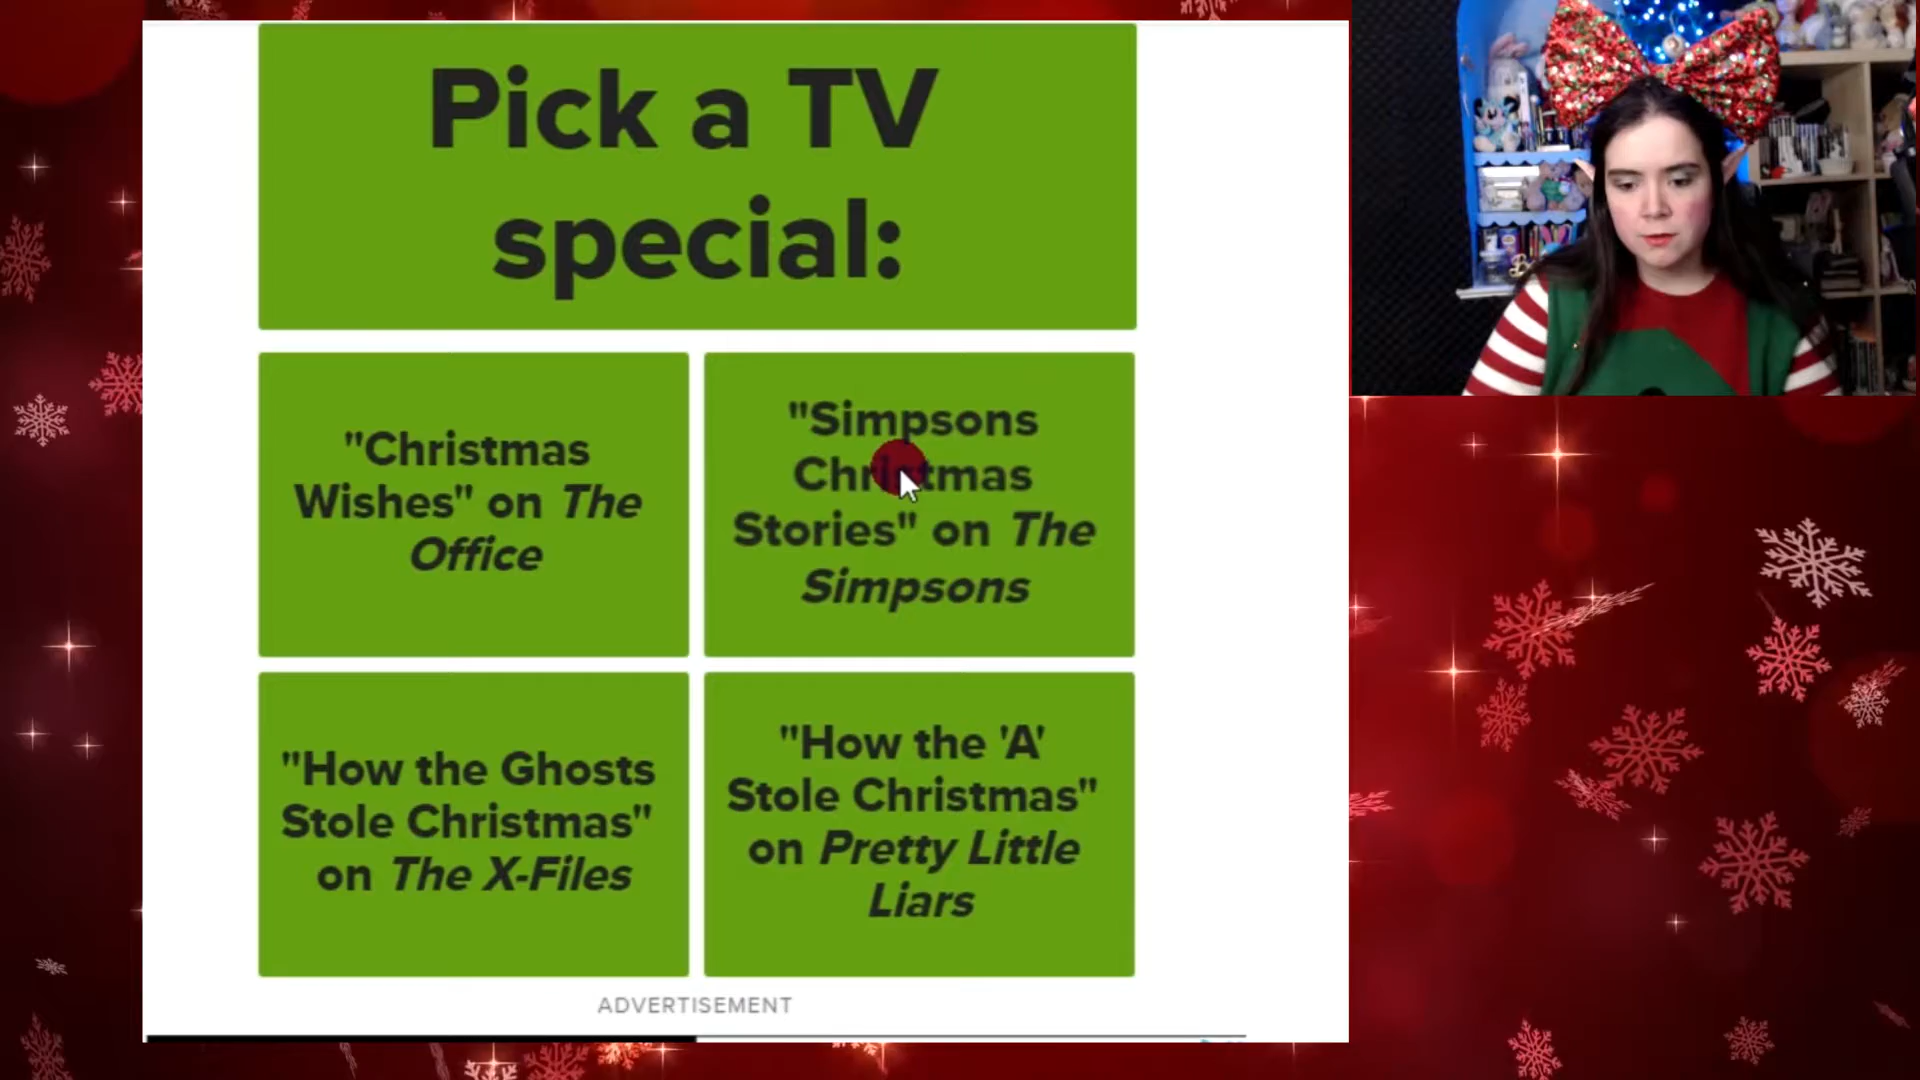 Pick a TV
special:
"Christmas
Wishes" on The
Office
"Simpsons
Christmas
Stories" on The
Simpsons
"How the Ghosts
Stole Christmas"
on The X-Files
"How the 'A'
Stole Christmas"
on Pretty Little
Liars
ADVERTISEMENT